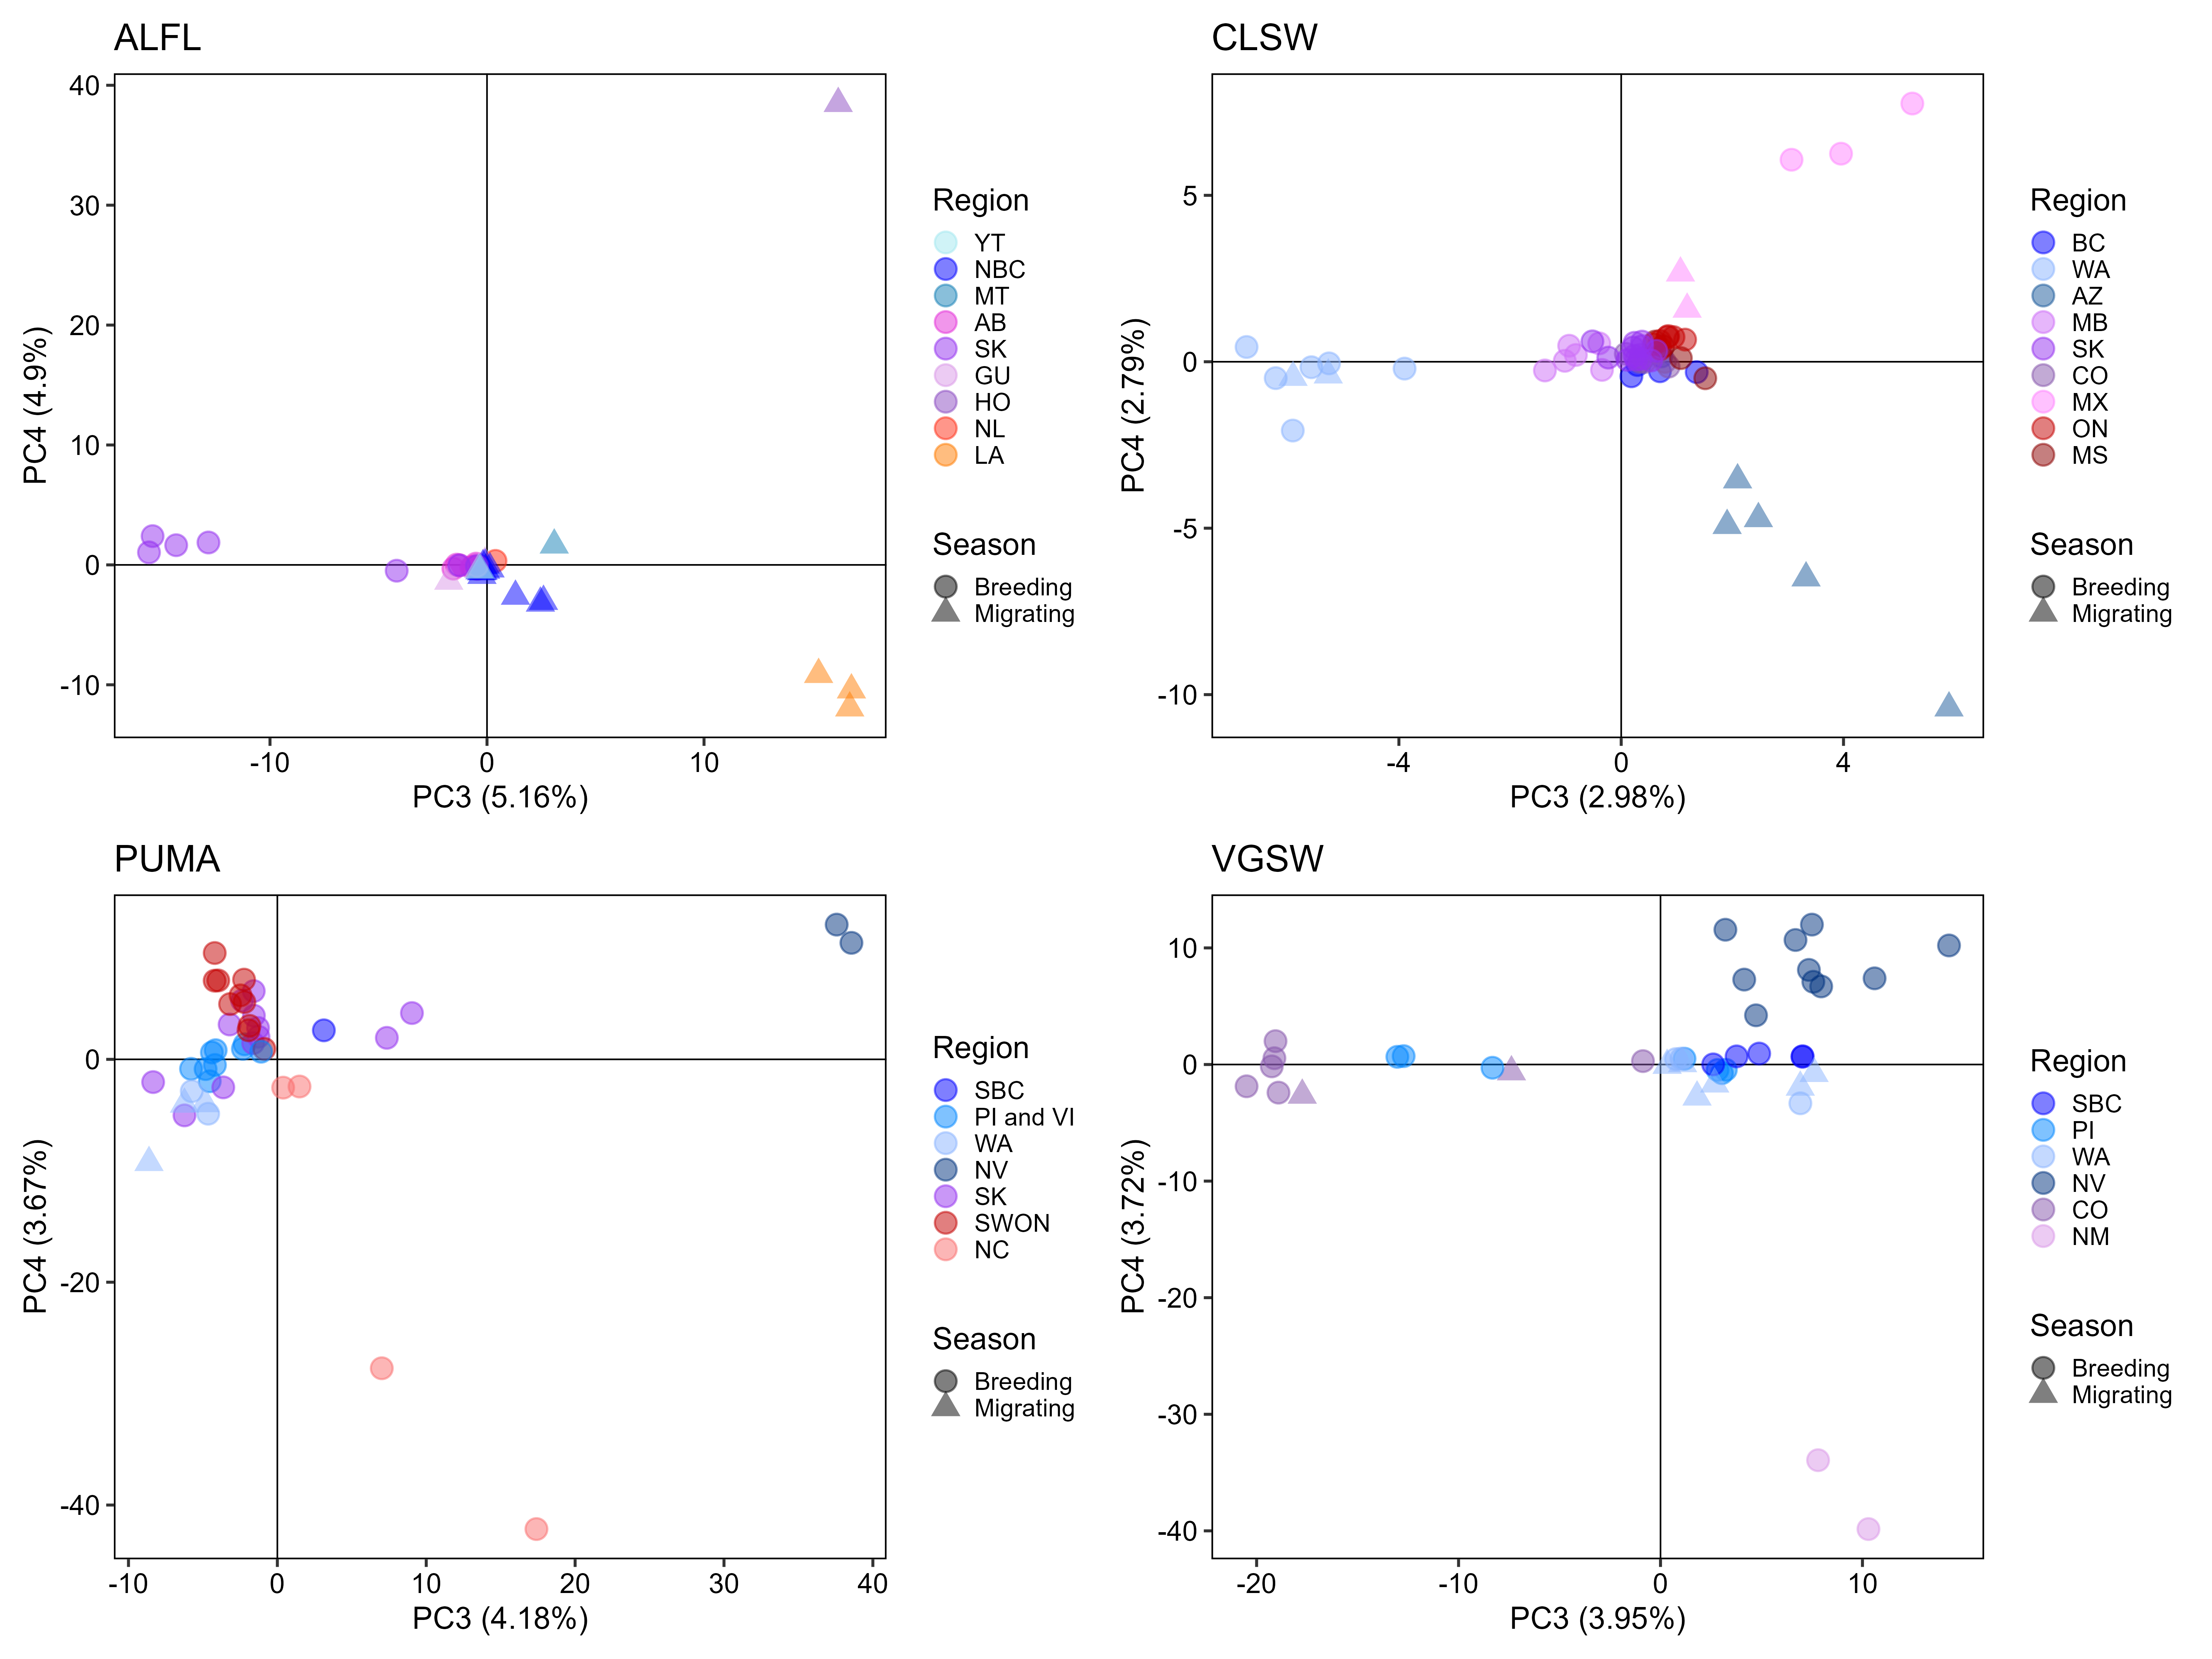 ALFL
40
30
20
10
0
-10
PC4 (4.9%)
-10
0
10
PC3 (5.16%)
Region
YT
NBC
MT
AB
SK
GU
HO
NL
LA
Season
Breeding
Migrating
CLSW
5
0
-5
-10
PC4 (2.79%)
-4
0
4
PC3 (2.98%)
Region
BC
WA
AZ
MB
SK
CO
MX
ON
MS
Season
Breeding
Migrating
PUMA
0
-20
-40
PC4 (3.67%)
-10
0
10
20
30
40
PC3 (4.18%)
Region
SBC
PI and VI
WA
NV
SK
SWON
NC
Season
Breeding
Migrating
VGSW
10
0
-10
-20
-30
-40
PC4 (3.72%)
-20
-10
0
10
PC3 (3.95%)
Region
SBC
PI
WA
NV
CO
NM
Season
Breeding
Migrating